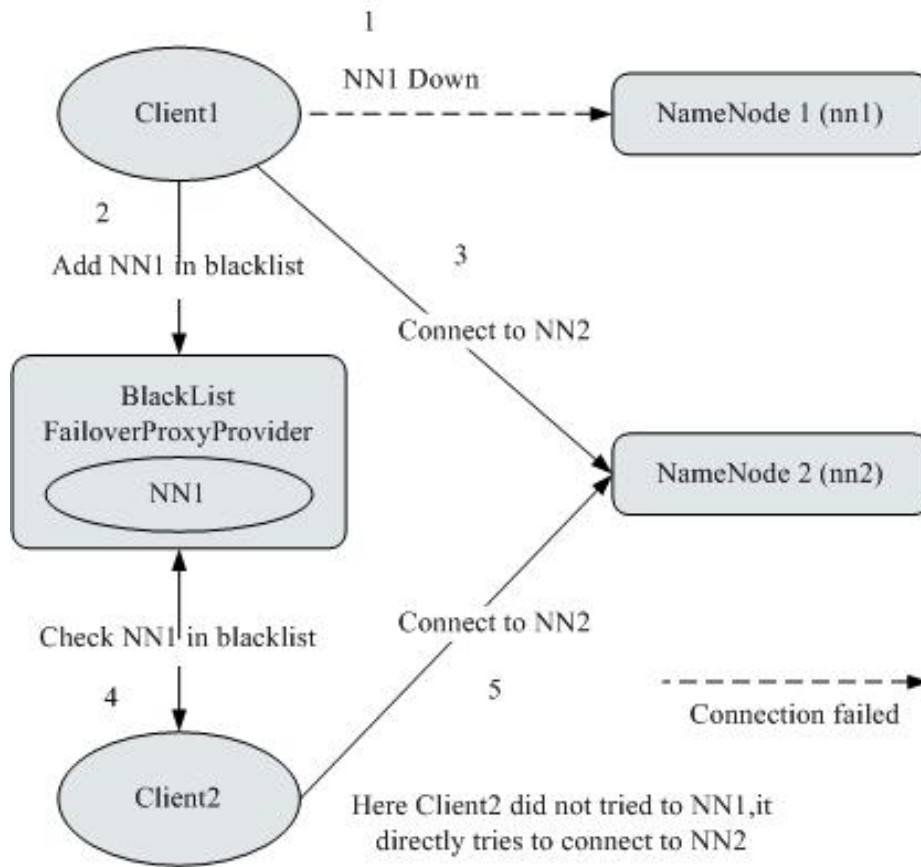 1
NN1 Down
Client1
NameNode 1 (nn1)
2
Add NN1 in blacklist
3
Connect to NN2
BlackList
FailoverProxyProvider
NN1
NameNode 2 (nn2)
Check NN1 in blacklist
Connect to NN2
4
5
Connection failed
Client2
Here Client2 did not tried to NN1,it
directly tries to connect to NN2